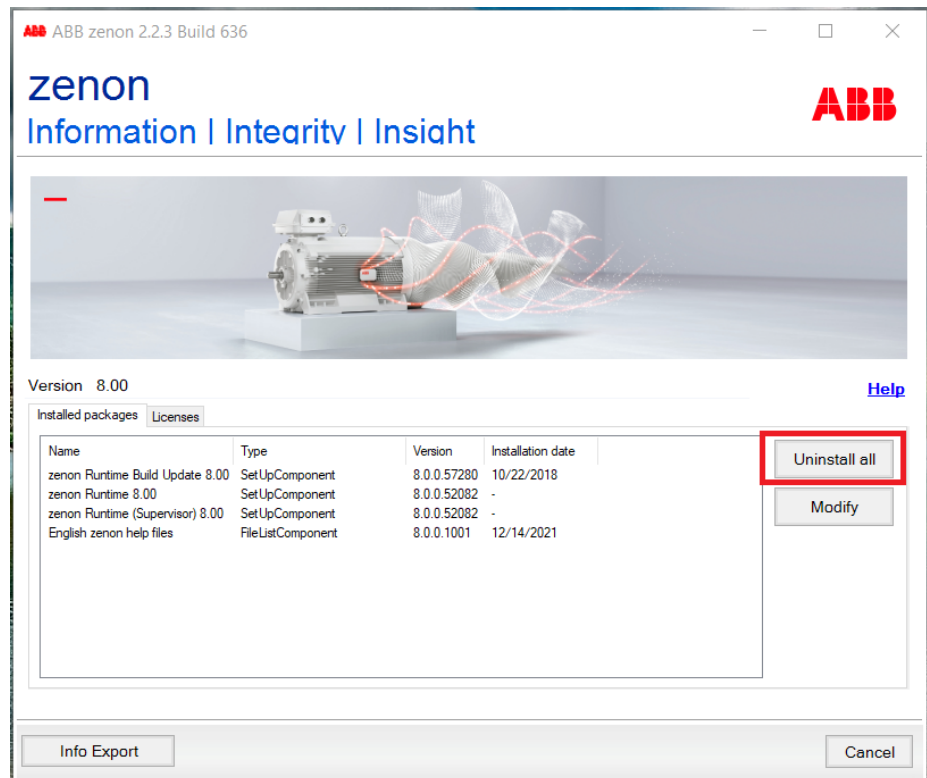 ABB ABB zenon 2.2.3 Build 636
zenon
ABB
Information | Integrity | Insight
Version 8.00
Help
Installed packages Licenses
Name Type Version Installation date
zenon Runtime Build Update 8.00 SetUpComponent 8.0.0.57280 10/22/2018
zenon Runtime 8.00 SetUpComponent 8.0.0.52082 -
zenon Runtime (Supervisor) 8.00 SetUpComponent 8.0.0.52082 -
English zenon help files FileListComponent 8.0.0.1001 12/14/2021
Uninstall all
Modify
Info Export
Cancel